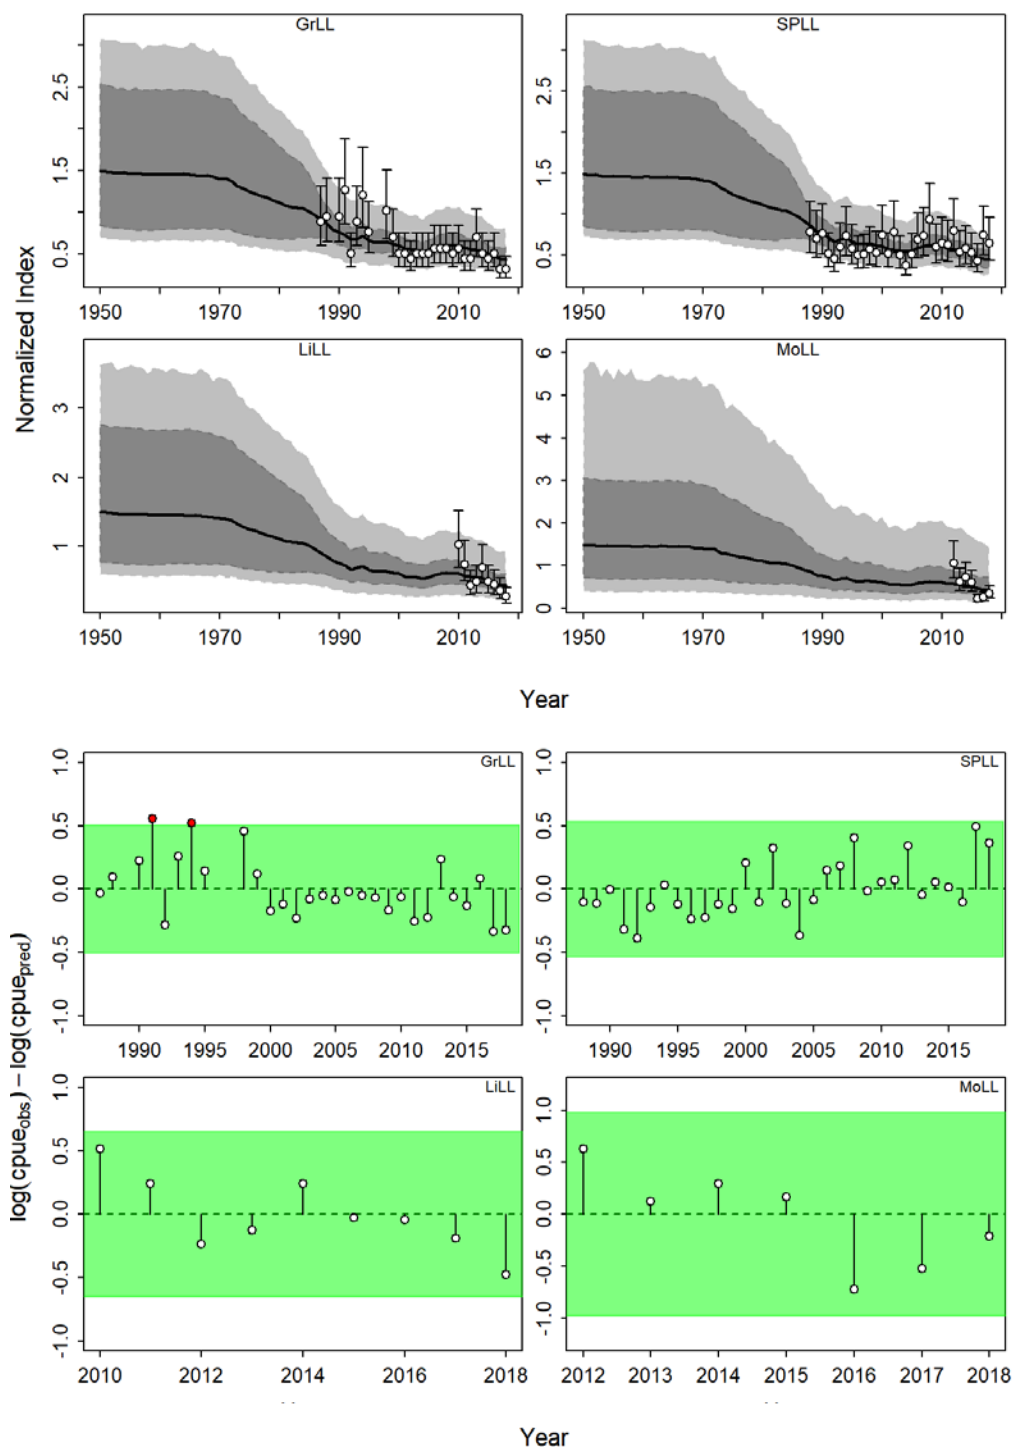 GrLL
SPLL
0.5 1.5 2.5
0.5 1.5 2.5
1950 1970 1990 2010
1950 1970 1990 2010
Normalized Index
LiLL
MoLL
1 2 3
0 1 2 3 4 5 6
1950 1970 1990 2010
1950 1970 1990 2010
Year
GrLL
SPLL
-1.0 -0.5 0.0 0.5 1.0
-1.0 -0.5 0.0 0.5 1.0
1990 1995 2000 2005 2010 2015
1990 1995 2000 2005 2010 2015
log(cpueobs) − log(cpuepred)
LiLL
MoLL
-1.0 -0.5 0.0 0.5 1.0
-1.0 -0.5 0.0 0.5 1.0
2010 2012 2014 2016 2018
2012 2013 2014 2015 2016 2017 2018
Year